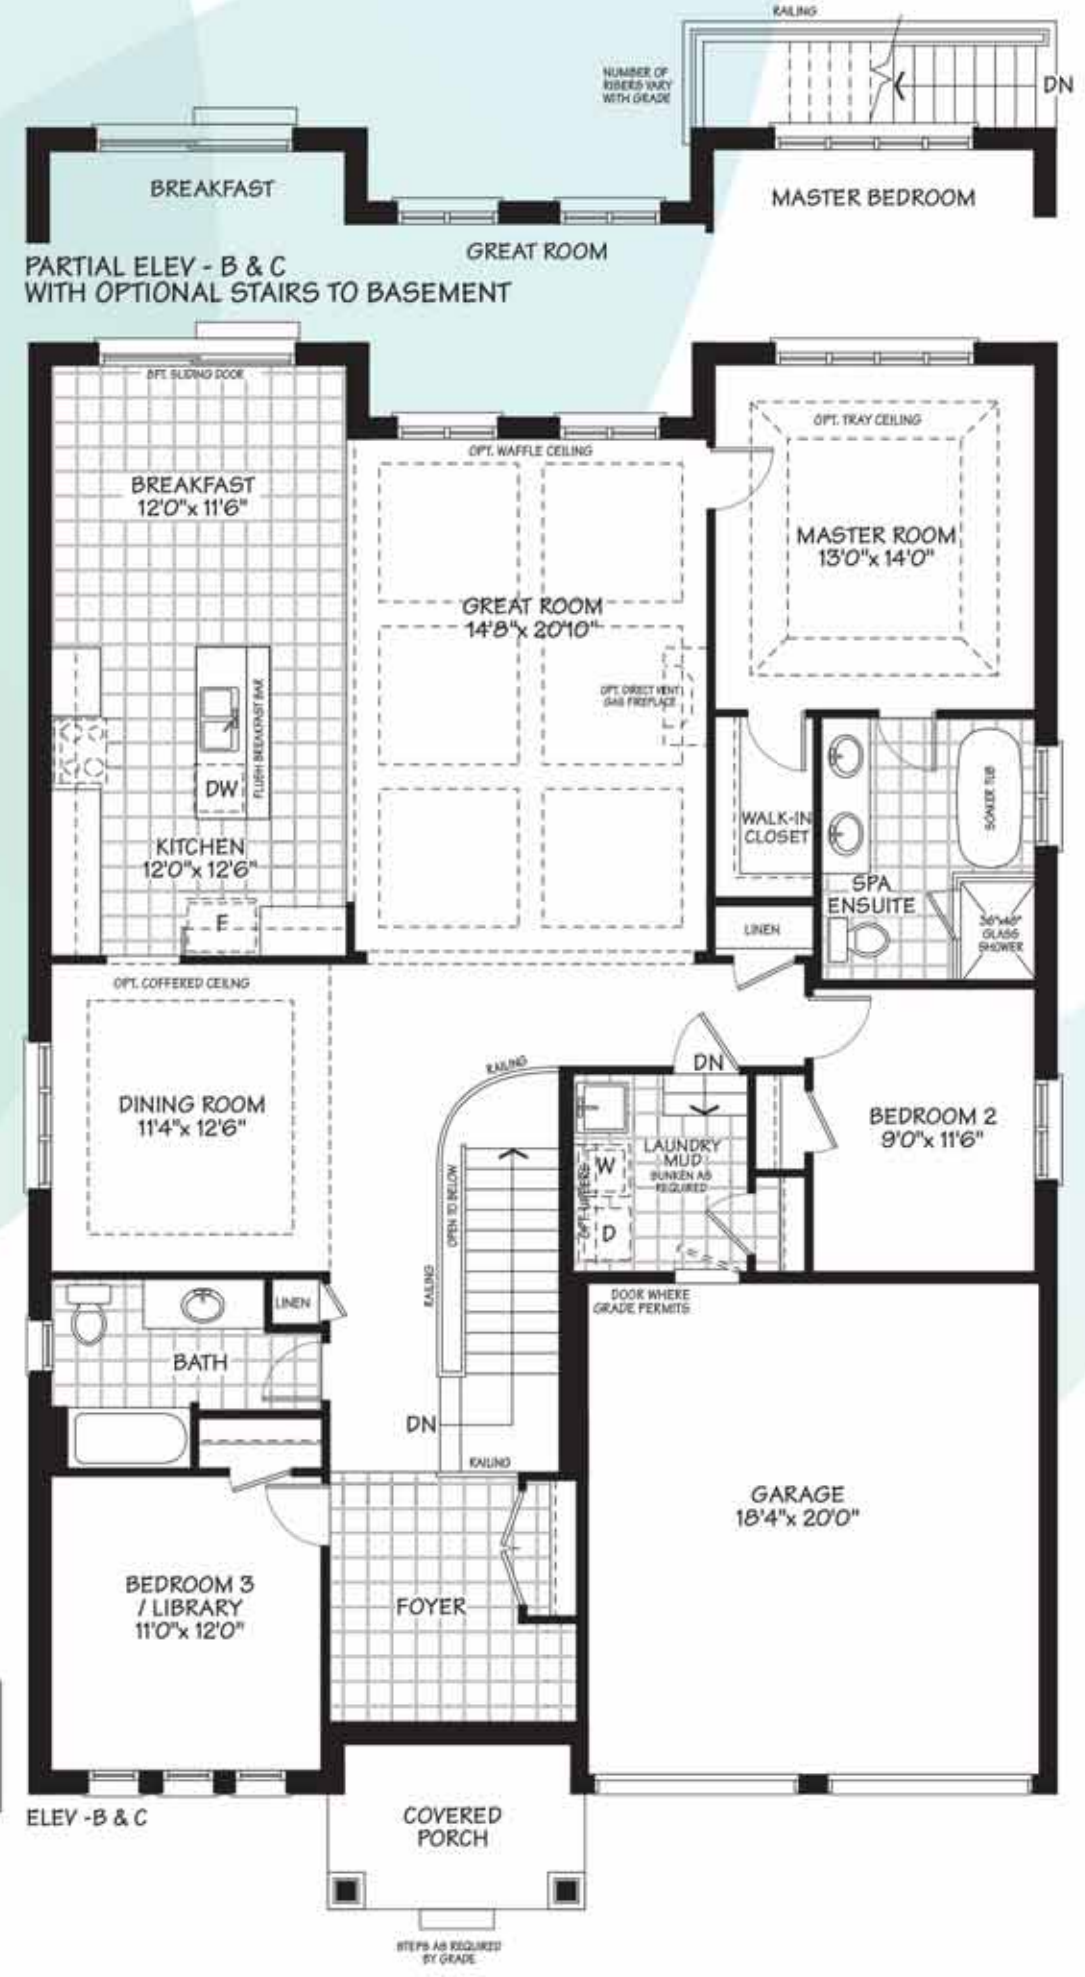 RAILING
NUMBER OF
RISERS VARY
WITH GRADE
DN
BREAKFAST
MASTER BEDROOM
GREAT ROOM
PARTIAL ELEV - B & C
WITH OPTIONAL STAIRS TO BASEMENT
OPT. SLIDING DOOR
OPT. TRAY CEILING
OPT. WAFFLE CEILING
BREAKFAST
12'0"x 11'6"
MASTER ROOM
13'0"x 14'0"
GREAT ROOM
14'8"x 20'10"
OPT. DIRECT VENT
GAS FIREPLACE
FLUSH BREAKFAST BAR
DW
SOAKER TUB
WALK-IN
CLOSET
KITCHEN
12'0"x 12'6"
SPA
ENSUITE
F
LINEN
36"x48"
GLASS
SHOWER
OPT. COFFERED CEILNG
RAILING
DN
DINING ROOM
11'4"x 12'6"
BEDROOM 2
9'0"x 11'6"
LAUNDRY
MUD
SUNKEN AS
REQUIRED
W
D
OPT. UPPERS
OPEN TO BELOW
RAILING
DOOR WHERE
GRADE PERMITS
LINEN
BATH
DN
RAILING
GARAGE
18'4"x 20'0"
BEDROOM 3
/ LIBRARY
11'0"x 12'0"
FOYER
ELEV -B & C
COVERED
PORCH
STEPS AS REQUIRED
BY GRADE